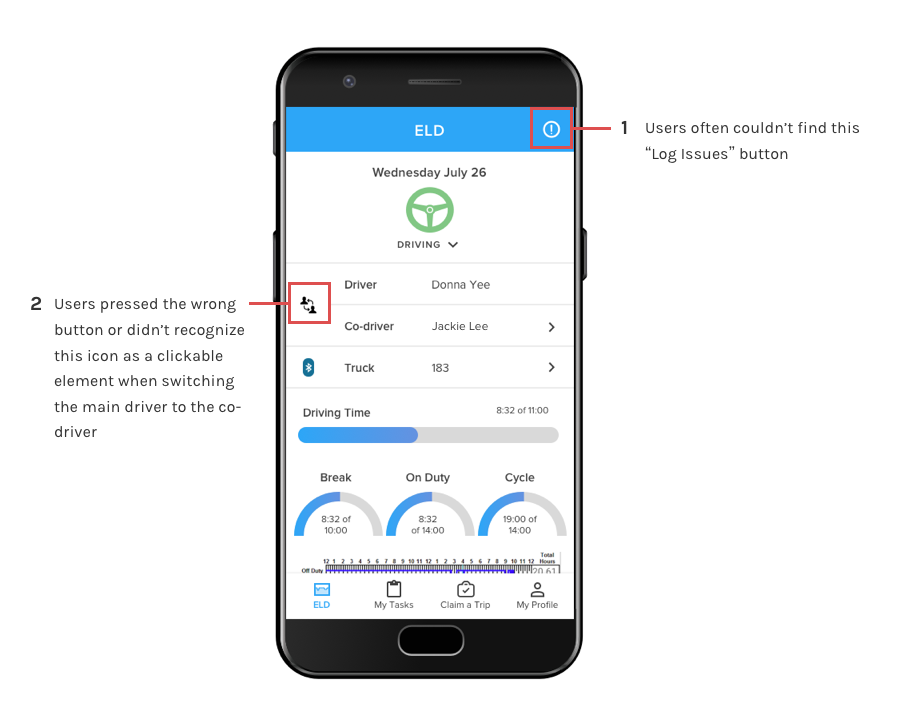 ELD
1 Users often couldn't find this
“Log Issues” button
Wednesday July 26
DRIVING
2 Users pressed the wrong
button or didn't recognize
this icon as a clickable
element when switching
the main driver to the co-
driver
Driver Donna Yee
Co-driver Jackie Lee
Truck 183
Driving Time 8:32 of 11:00
Break On Duty Cycle
8:32 of
10:00
8:32
of 14:00
19:00 of
14:00
Total
Hours
12 1 2 3 4 5 6 7 8 9 10 11 12 1 2 3 4 5 6 7 8 9 10 11 12
Off Duty 20.61
ELD My Tasks Claim a Trip My Profile